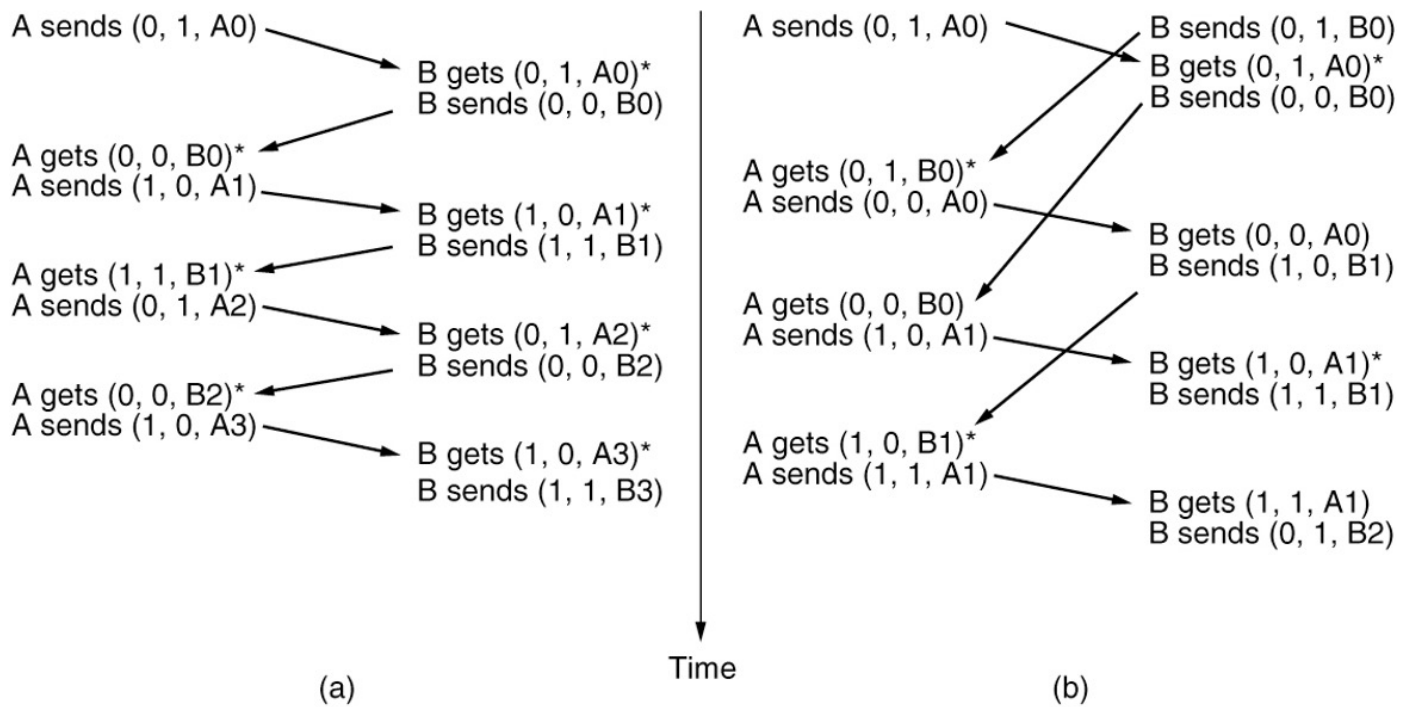 A sends (0, 1, A0)
B gets (0, 1, A0)*
B sends (0, 0, B0)
A gets (0, 0, B0)*
A sends (1, 0, A1)
B gets (1, 0, A1)*
B sends (1, 1, B1)
A gets (1, 1, B1)*
A sends (0, 1, A2)
B gets (0, 1, A2)*
B sends (0, 0, B2)
A gets (0, 0, B2)*
A sends (1, 0, A3)
B gets (1, 0, A3)*
B sends (1, 1, B3)
(a)
Time
A sends (0, 1, A0)
B sends (0, 1, B0)
B gets (0, 1, A0)*
B sends (0, 0, B0)
A gets (0, 1, B0)*
A sends (0, 0, A0)
B gets (0, 0, A0)
B sends (1, 0, B1)
A gets (0, 0, B0)
A sends (1, 0, A1)
B gets (1, 0, A1)*
B sends (1, 1, B1)
A gets (1, 0, B1)*
A sends (1, 1, A1)
B gets (1, 1, A1)
B sends (0, 1, B2)
(b)